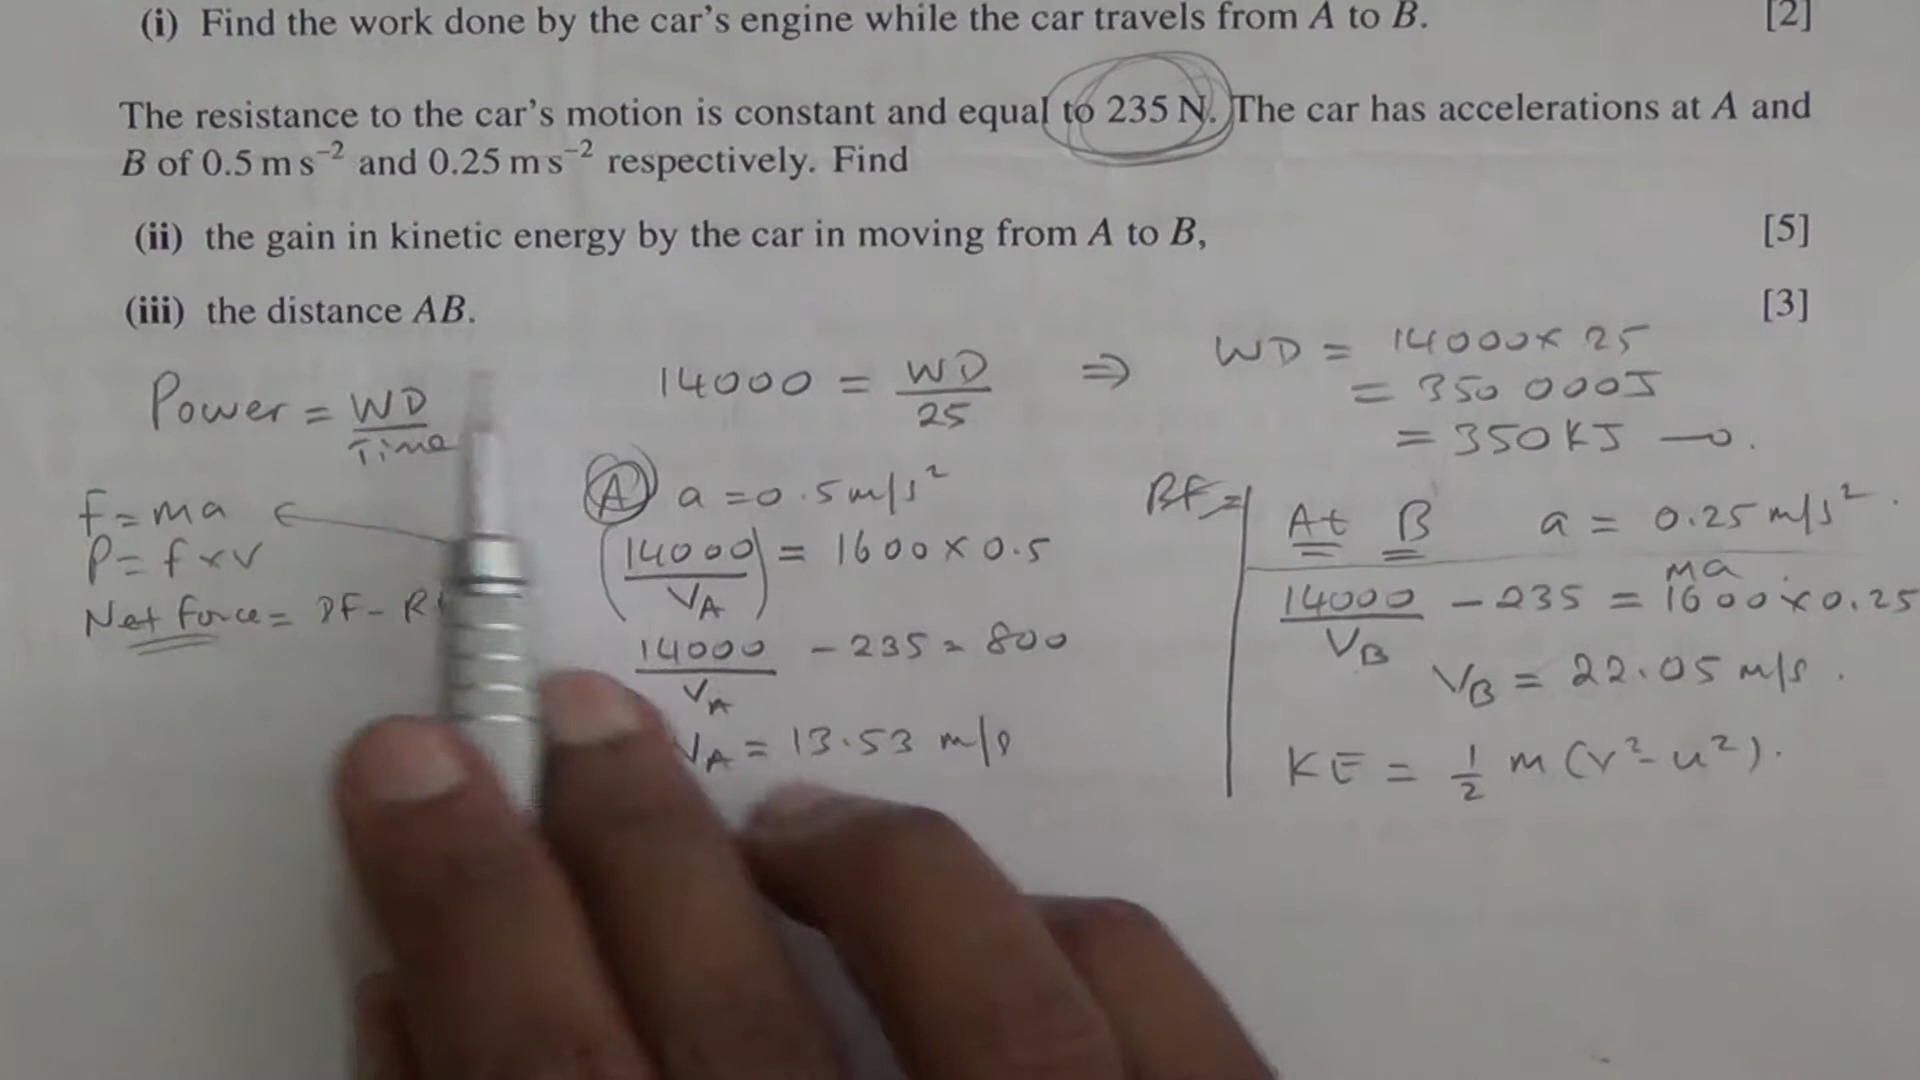 (i) Find the work done by the car's engine while the car travels from A to B. [2]
The resistance to the car's motion is constant and equal to 235 N. The car has accelerations at A and
B of 0.5 m s⁻² and 0.25 m s⁻² respectively. Find
(ii) the gain in kinetic energy by the car in moving from A to B, [5]
(iii) the distance AB. [3]
Power = WD/Time
F = ma
P = f x v
Net force = DF - R
14000 = WD/25 ⇒ WD = 14000 x 25
= 350 000J
= 350KJ
A a = 0.5 m/s²
(14000/VA) = 1600 x 0.5
14000/VA - 235 = 800
VA = 13.53 m/s
At B a = 0.25 m/s².
ma
14000/VB - 235 = 1600 x 0.25
VB = 22.05 m/s.
KE = 1/2 m (v² - u²).